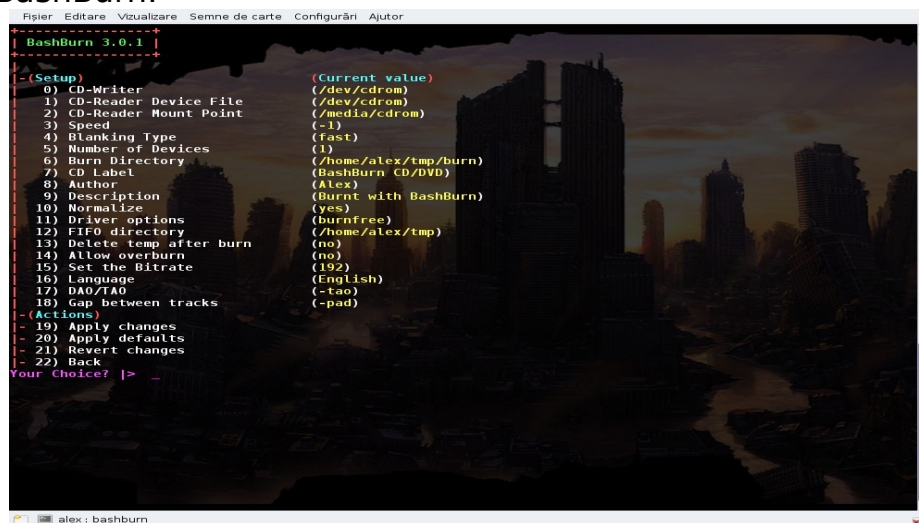 BashBurn.
Fișier Editare Vizualizare Semne de carte Configurări Ajutor
+------------------+
| BashBurn 3.0.1 |
+------------------+
|
|-(Setup) (Current value)
| 0) CD-Writer (/dev/cdrom)
| 1) CD-Reader Device File (/dev/cdrom)
| 2) CD-Reader Mount Point (/media/cdrom)
| 3) Speed (-1)
| 4) Blanking Type (fast)
| 5) Number of Devices (1)
| 6) Burn Directory (/home/alex/tmp/burn)
| 7) CD Label (BashBurn CD/DVD)
| 8) Author (Alex)
| 9) Description (Burnt with BashBurn)
| 10) Normalize (yes)
| 11) Driver options (burnfree)
| 12) FIFO directory (/home/alex/tmp)
| 13) Delete temp after burn (no)
| 14) Allow overburn (no)
| 15) Set the Bitrate (192)
| 16) Language (English)
| 17) DAO/TAO (-tao)
| 18) Gap between tracks (-pad)
|-(Actions)
|- 19) Apply changes
|- 20) Apply defaults
|- 21) Revert changes
|- 22) Back
Your Choice? |> _
alex : bashburn